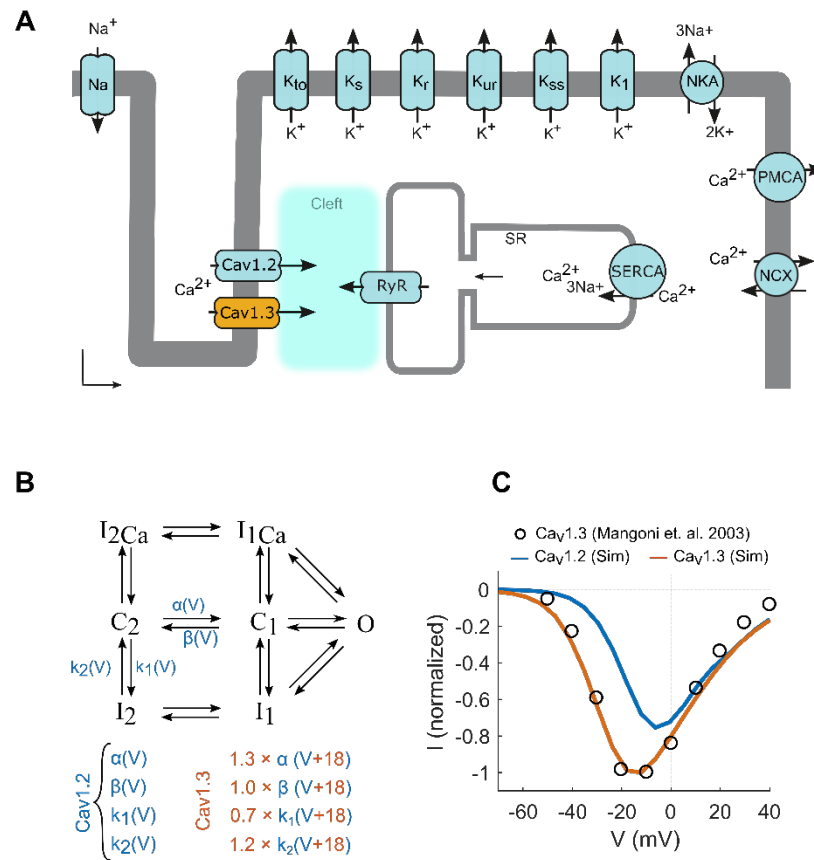 A
Na+
Na
Kto
Ks
Kr
Kur
Kss
K1
K+
K+
K+
K+
K+
K+
3Na+
NKA
2K+
Ca2+
PMCA
Ca2+
NCX
Cleft
Cav1.2
Ca2+
Cav1.3
RyR
SR
Ca2+
3Na+
SERCA
Ca2+
B
I2Ca
I1Ca
C2
α(V)
β(V)
C1
O
k2(V)
k1(V)
I2
I1
Cav1.2
α(V)
β(V)
k1(V)
k2(V)
Cav1.3
1.3 × α (V+18)
1.0 × β (V+18)
0.7 × k1(V+18)
1.2 × k2(V+18)
C
CaV1.3 (Mangoni et. al. 2003)
CaV1.2 (Sim)
CaV1.3 (Sim)
I (normalized)
0
-0.2
-0.4
-0.6
-0.8
-1
-60 -40 -20 0 20 40
V (mV)